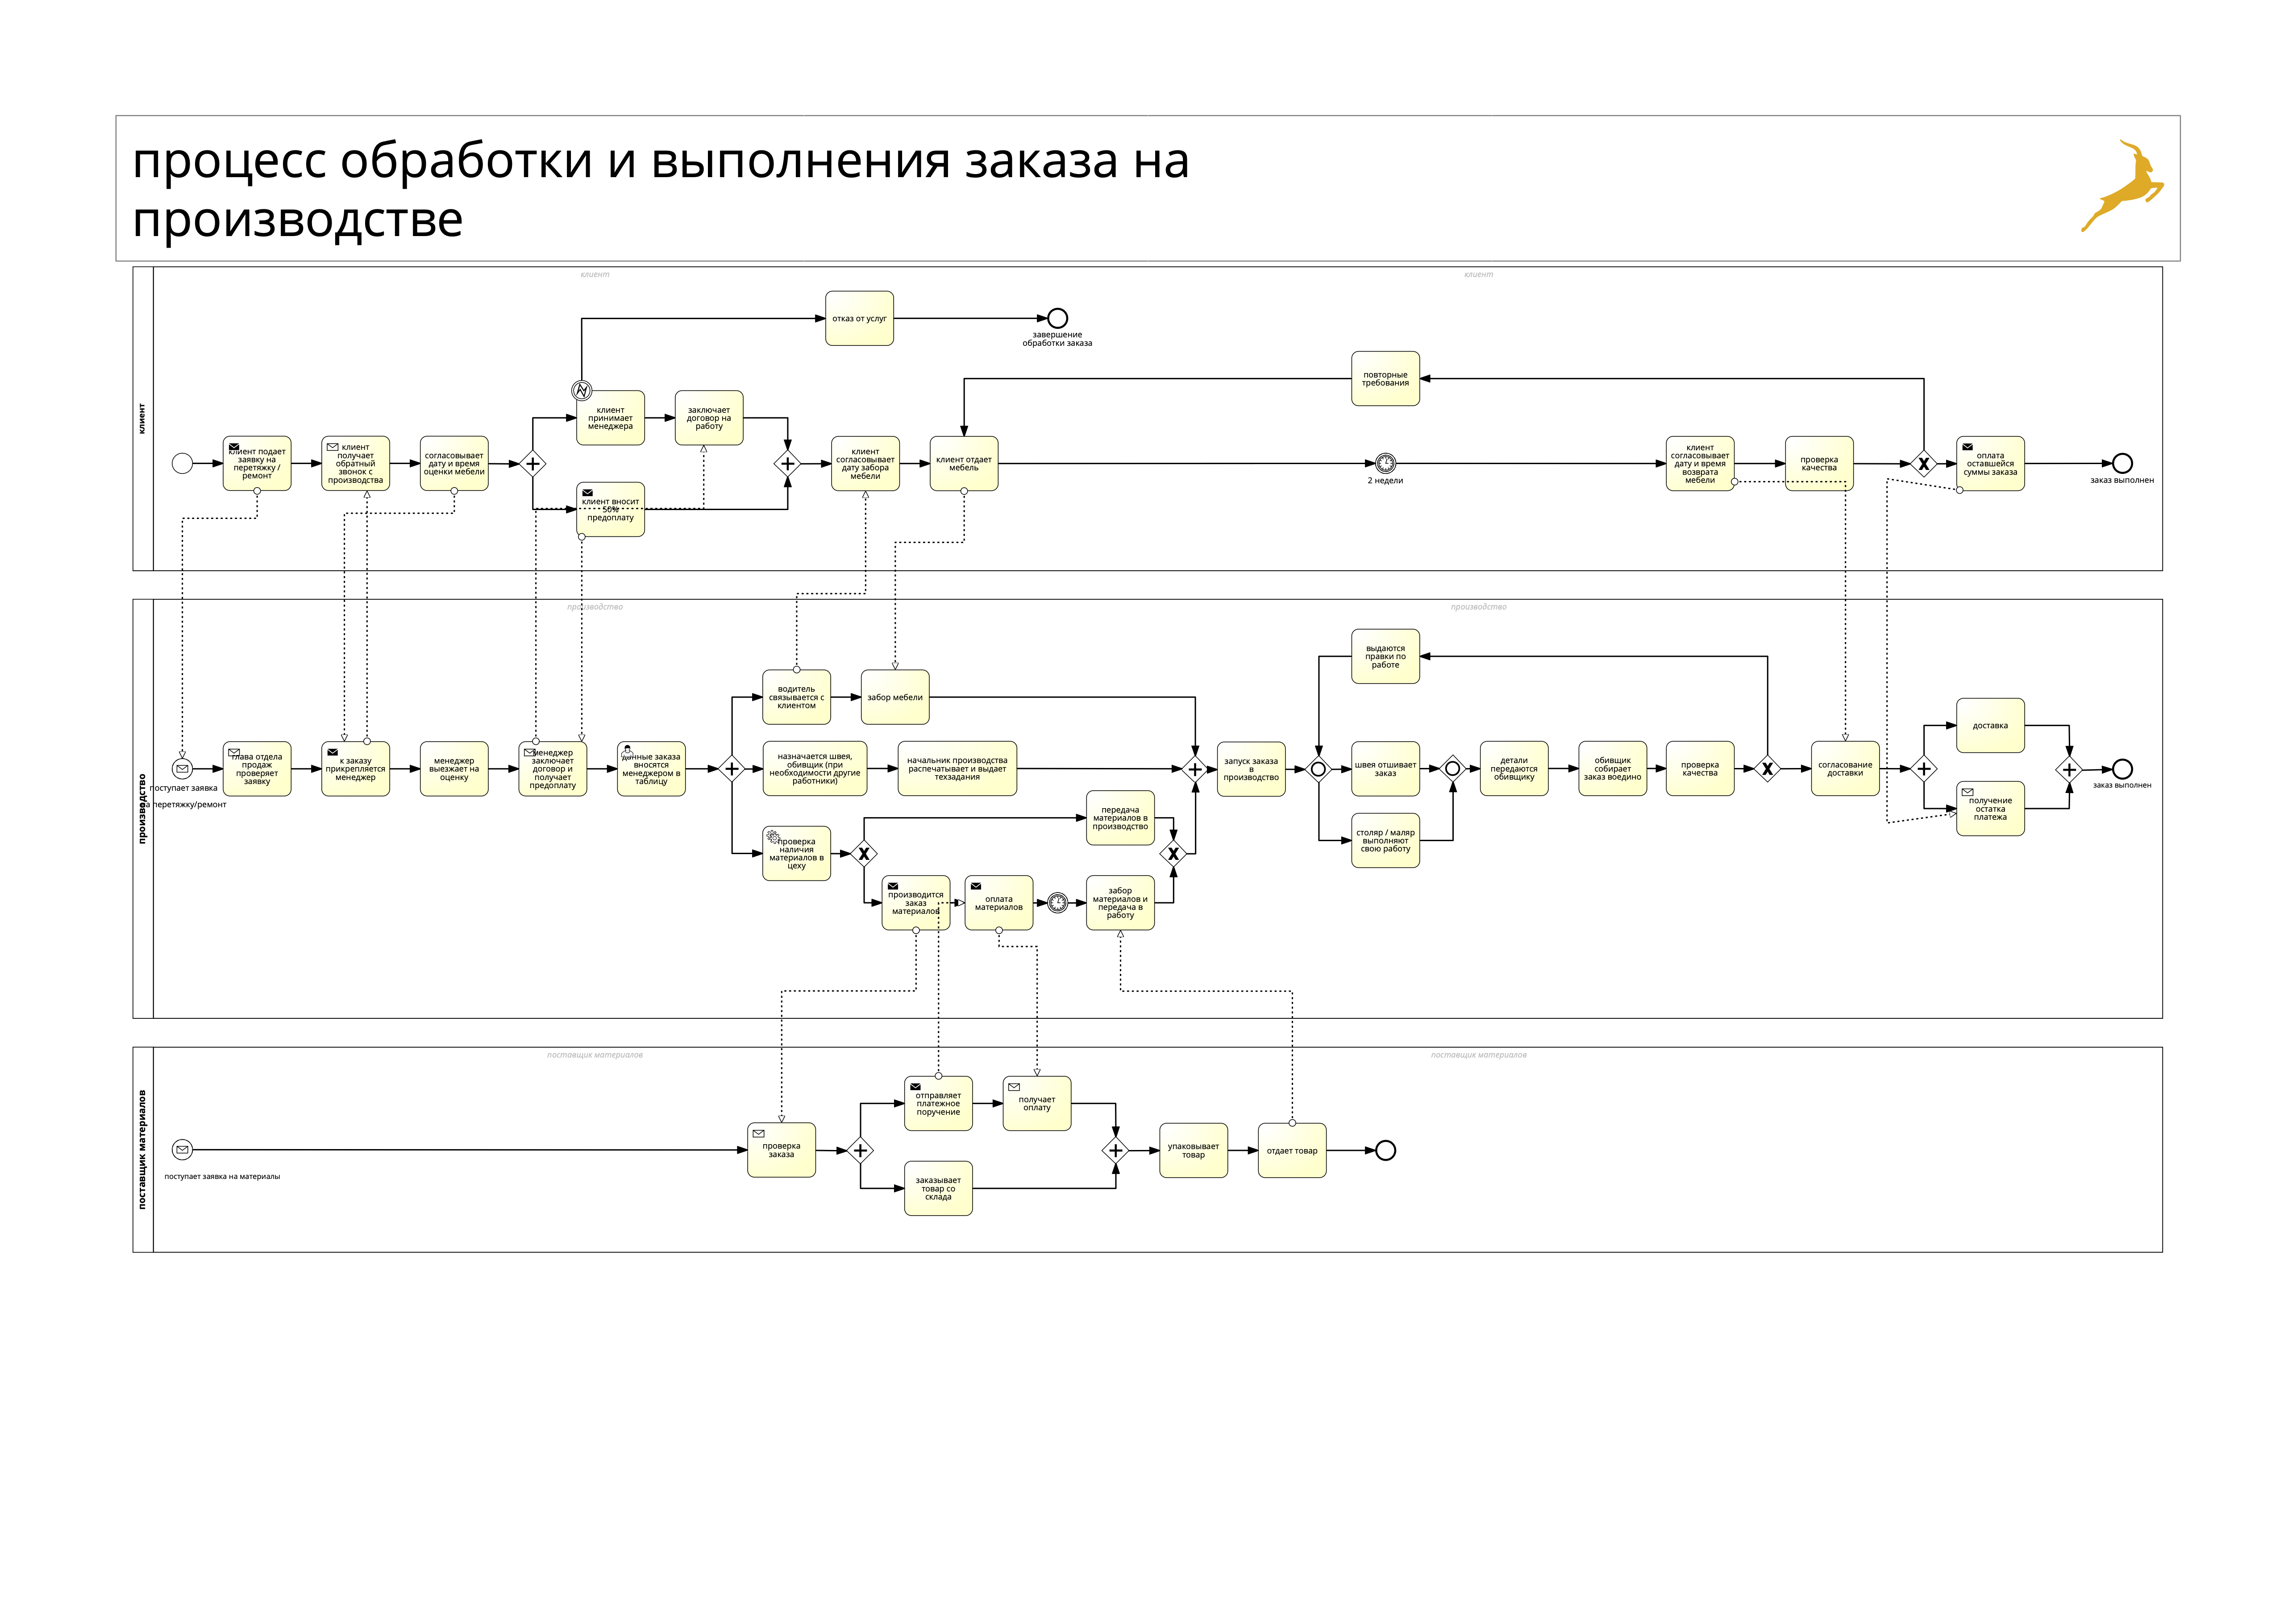 процесс обработки и выполнения заказа на
производстве
клиент
клиент
клиент
отказ от услуг
завершение
обработки заказа
повторные
требования
клиент
принимает
менеджера
заключает
договор на
работу
клиент подает
заявку на
перетяжку /
ремонт
клиент
получает
обратный
звонок с
производства
согласовывает
дату и время
оценки мебели
клиент вносит
50%
предоплату
клиент
согласовывает
дату забора
мебели
клиент отдает
мебель
2 недели
клиент
согласовывает
дату и время
возврата
мебели
проверка
качества
оплата
оставшейся
суммы заказа
заказ выполнен
производство
производство
производство
выдаются
правки по
работе
водитель
связывается с
клиентом
забор мебели
поступает заявка
на перетяжку/ремонт
глава отдела
продаж
проверяет
заявку
к заказу
прикрепляется
менеджер
менеджер
выезжает на
оценку
менеджер
заключает
договор и
получает
предоплату
данные заказа
вносятся
менеджером в
таблицу
назначается швея,
обивщик (при
необходимости другие
работники)
начальник производства
распечатывает и выдает
техзадания
запуск заказа
в
производство
швея отшивает
заказ
детали
передаются
обивщику
обивщик
собирает
заказ воедино
проверка
качества
согласование
доставки
доставка
получение
остатка
платежа
заказ выполнен
передача
материалов в
производство
столяр / маляр
выполняют
свою работу
проверка
наличия
материалов в
цеху
производится
заказ
материалов
оплата
материалов
забор
материалов и
передача в
работу
поставщик материалов
поставщик материалов
поставщик материалов
поступает заявка на материалы
проверка
заказа
отправляет
платежное
поручение
получает
оплату
заказывает
товар со
склада
упаковывает
товар
отдает товар